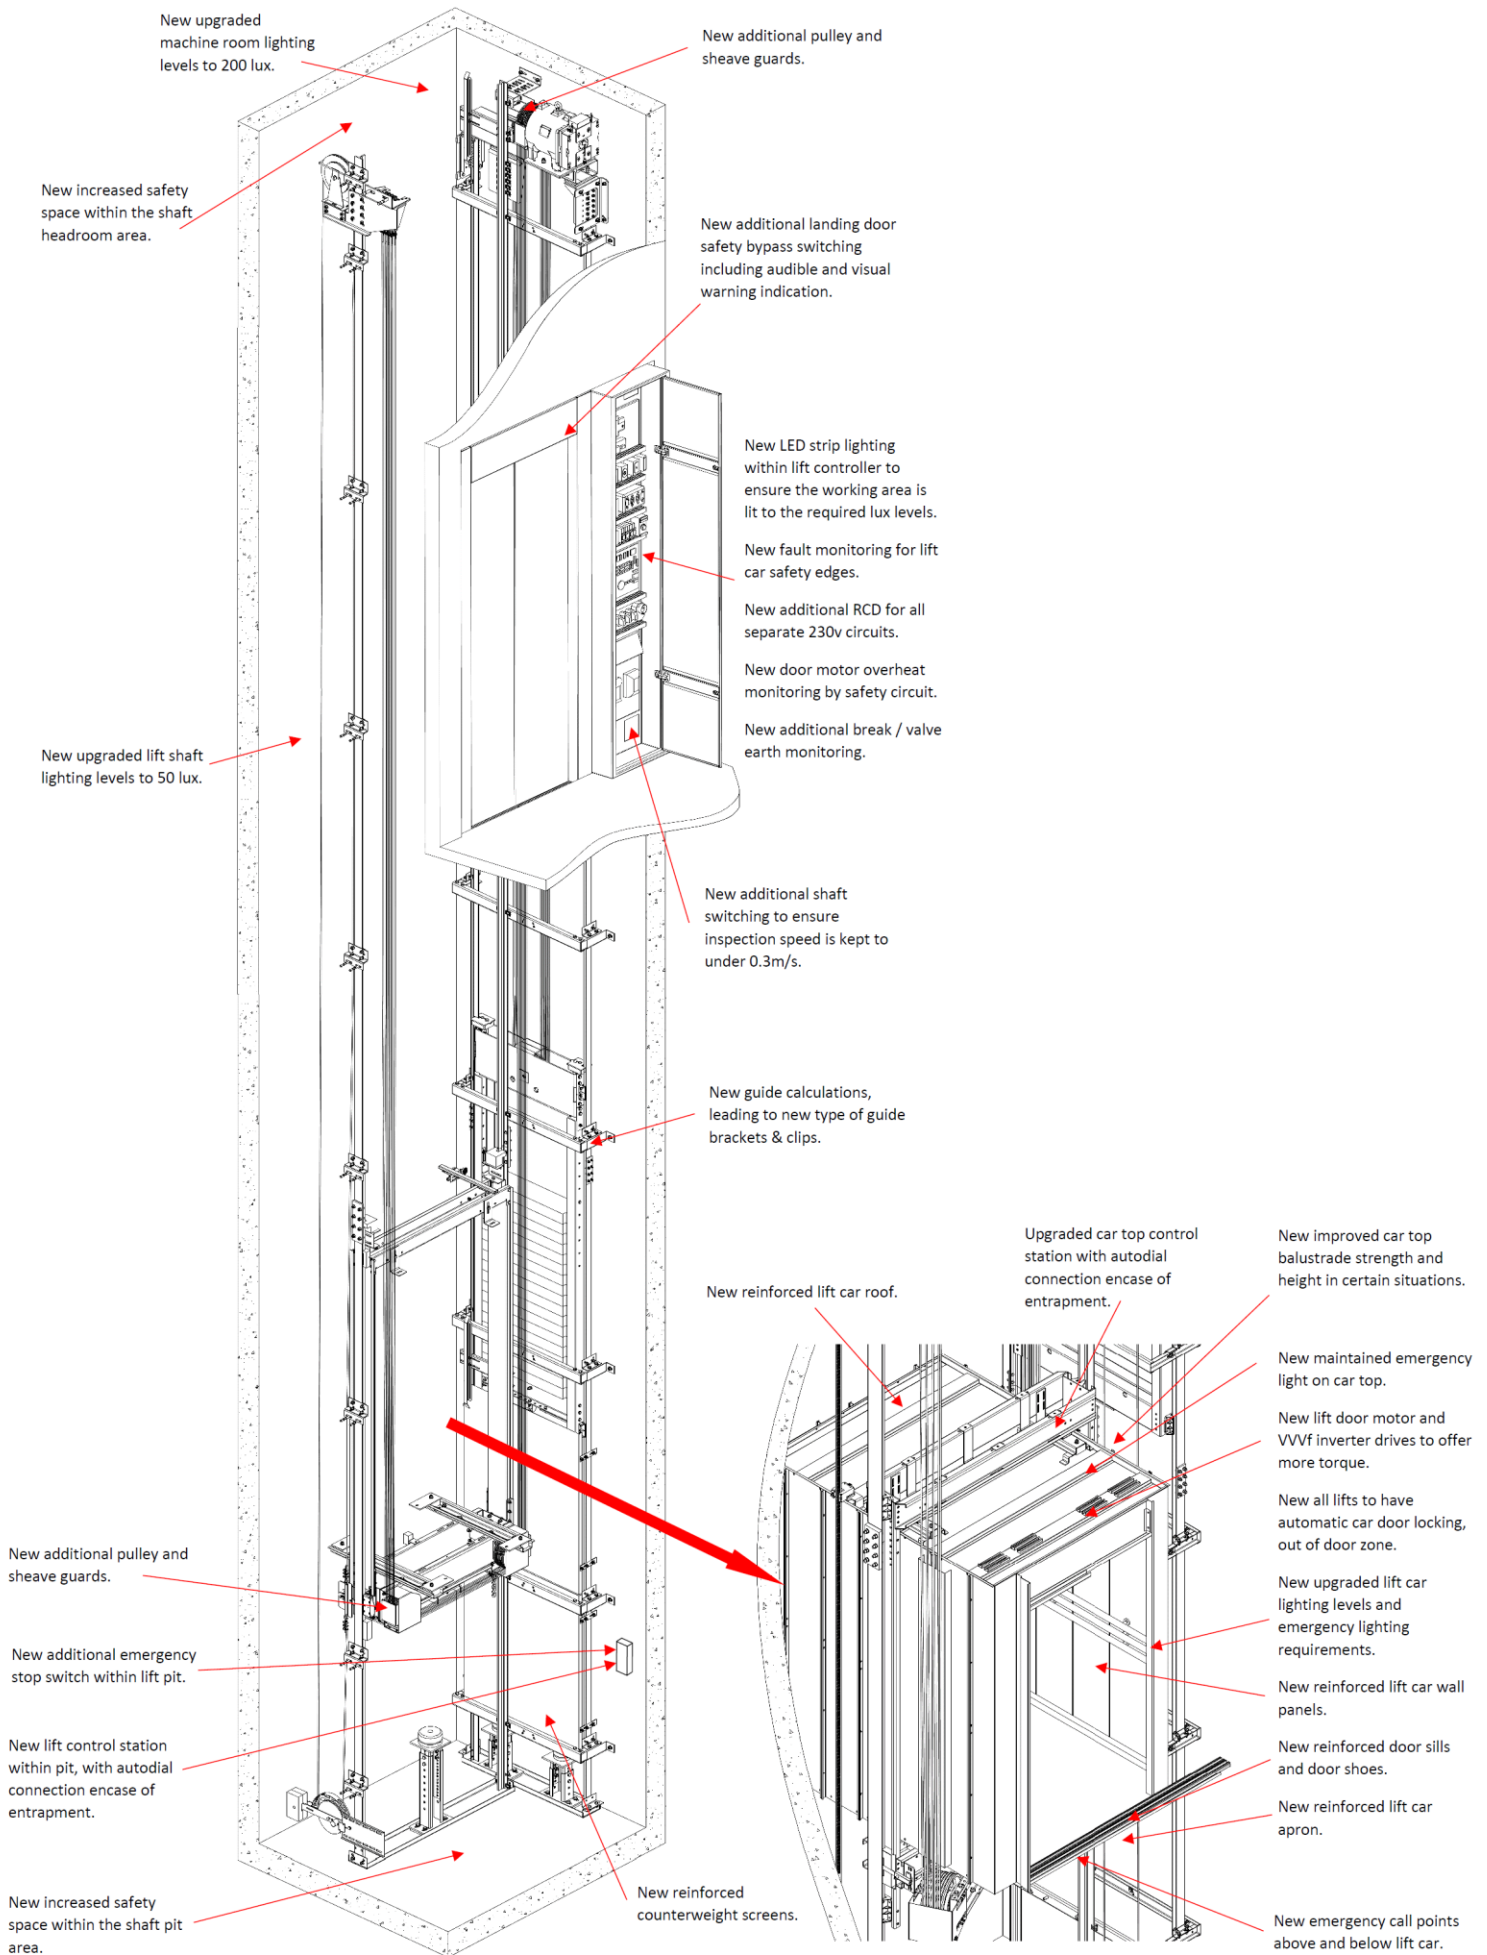 New upgraded
machine room lighting
levels to 200 lux.
New additional pulley and
sheave guards.
New increased safety
space within the shaft
headroom area.
New additional landing door
safety bypass switching
including audible and visual
warning indication.
New LED strip lighting
within lift controller to
ensure the working area is
lit to the required lux levels.
New fault monitoring for lift
car safety edges.
New additional RCD for all
separate 230v circuits.
New door motor overheat
monitoring by safety circuit.
New additional break / valve
earth monitoring.
New upgraded lift shaft
lighting levels to 50 lux.
New additional shaft
switching to ensure
inspection speed is kept to
under 0.3m/s.
New guide calculations,
leading to new type of guide
brackets & clips.
New reinforced lift car roof.
Upgraded car top control
station with autodial
connection encase of
entrapment.
New improved car top
balustrade strength and
height in certain situations.
New maintained emergency
light on car top.
New lift door motor and
VVVf inverter drives to offer
more torque.
New all lifts to have
automatic car door locking,
out of door zone.
New upgraded lift car
lighting levels and
emergency lighting
requirements.
New reinforced lift car wall
panels.
New reinforced door sills
and door shoes.
New reinforced lift car
apron.
New emergency call points
above and below lift car.
New additional pulley and
sheave guards.
New additional emergency
stop switch within lift pit.
New lift control station
within pit, with autodial
connection encase of
entrapment.
New increased safety
space within the shaft pit
area.
New reinforced
counterweight screens.